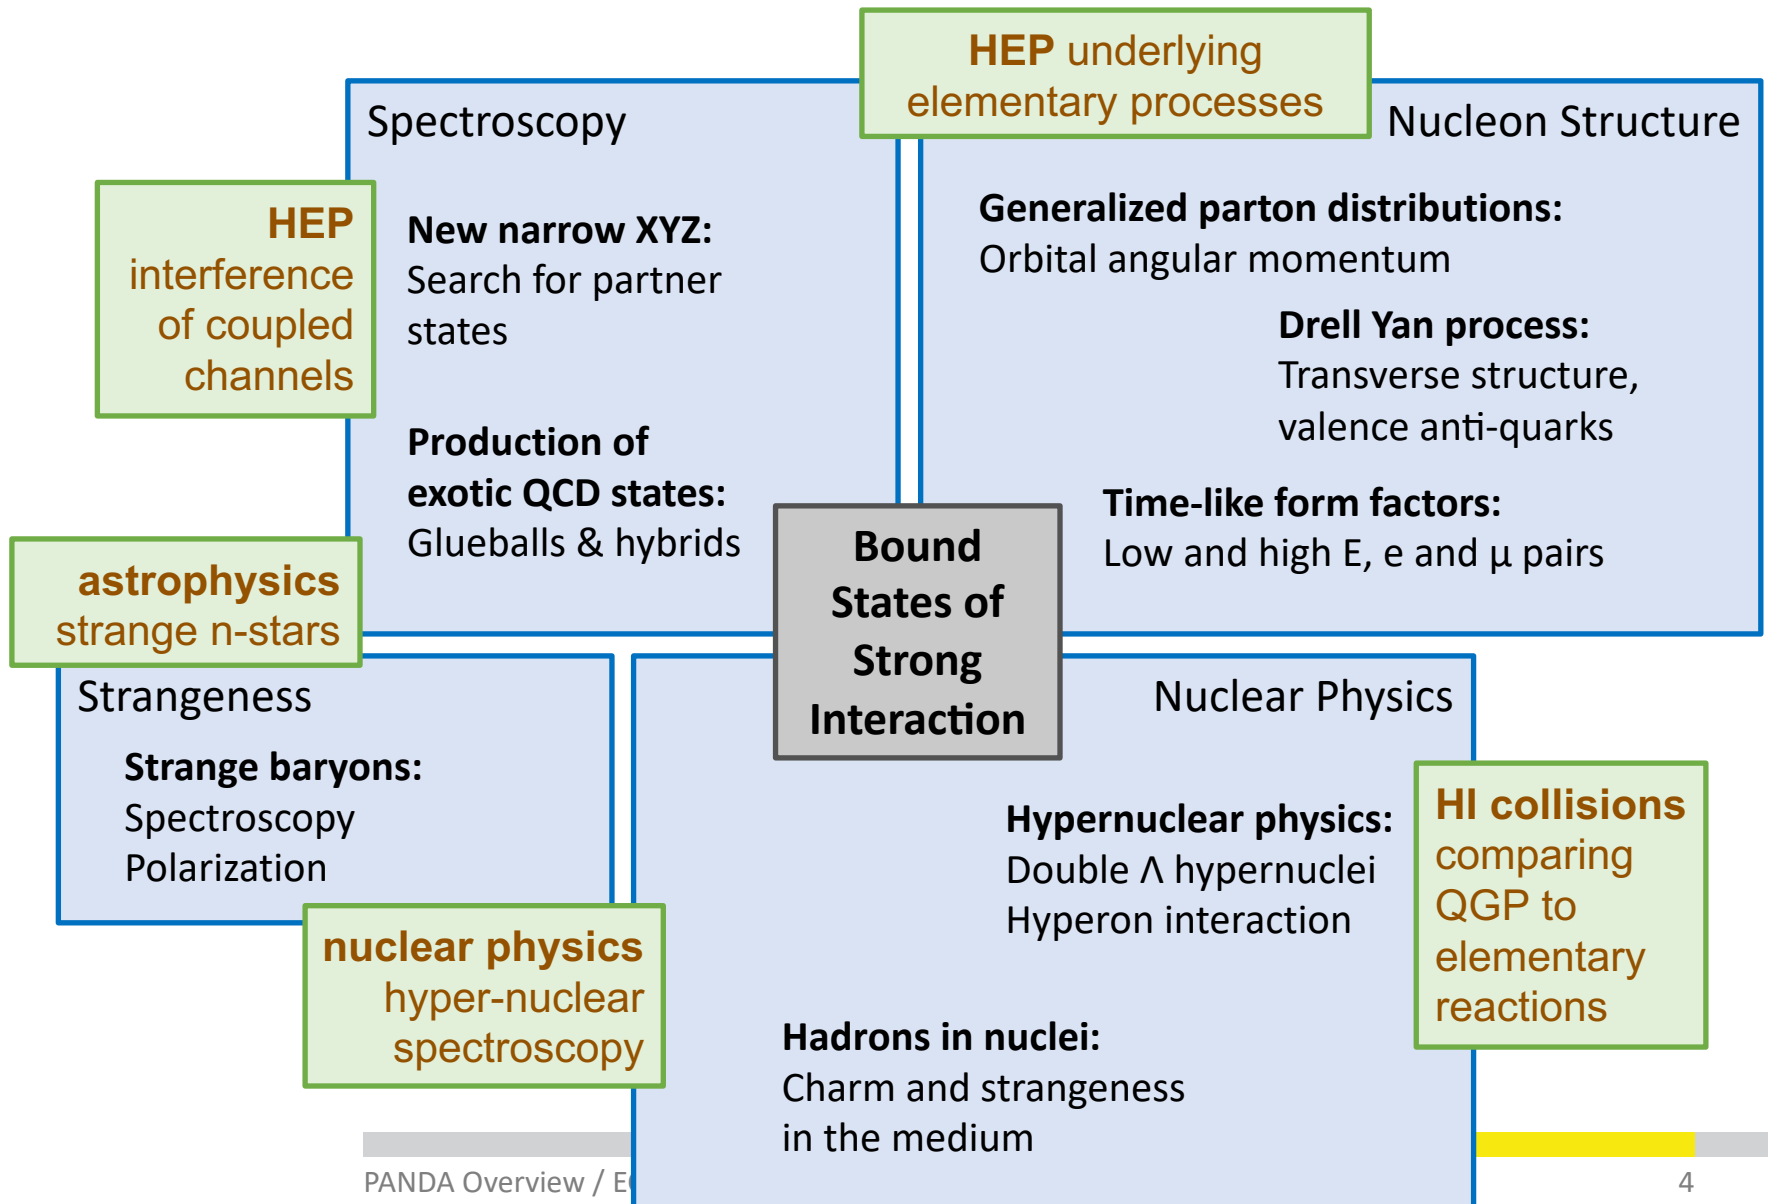 HEP underlying
elementary processes
Spectroscopy
Nucleon Structure
HEP
interference
of coupled
channels
New narrow XYZ:
Search for partner
states
Production of
exotic QCD states:
Glueballs & hybrids
Generalized parton distributions:
Orbital angular momentum
Drell Yan process:
Transverse structure,
valence anti-quarks
Time-like form factors:
Low and high E, e and μ pairs
Bound
States of
Strong
Interaction
astrophysics
strange n-stars
Strangeness
Strange baryons:
Spectroscopy
Polarization
Nuclear Physics
Hypernuclear physics:
Double Λ hypernuclei
Hyperon interaction
HI collisions
comparing
QGP to
elementary
reactions
nuclear physics
hyper-nuclear
spectroscopy
Hadrons in nuclei:
Charm and strangeness
in the medium
PANDA Overview /
4